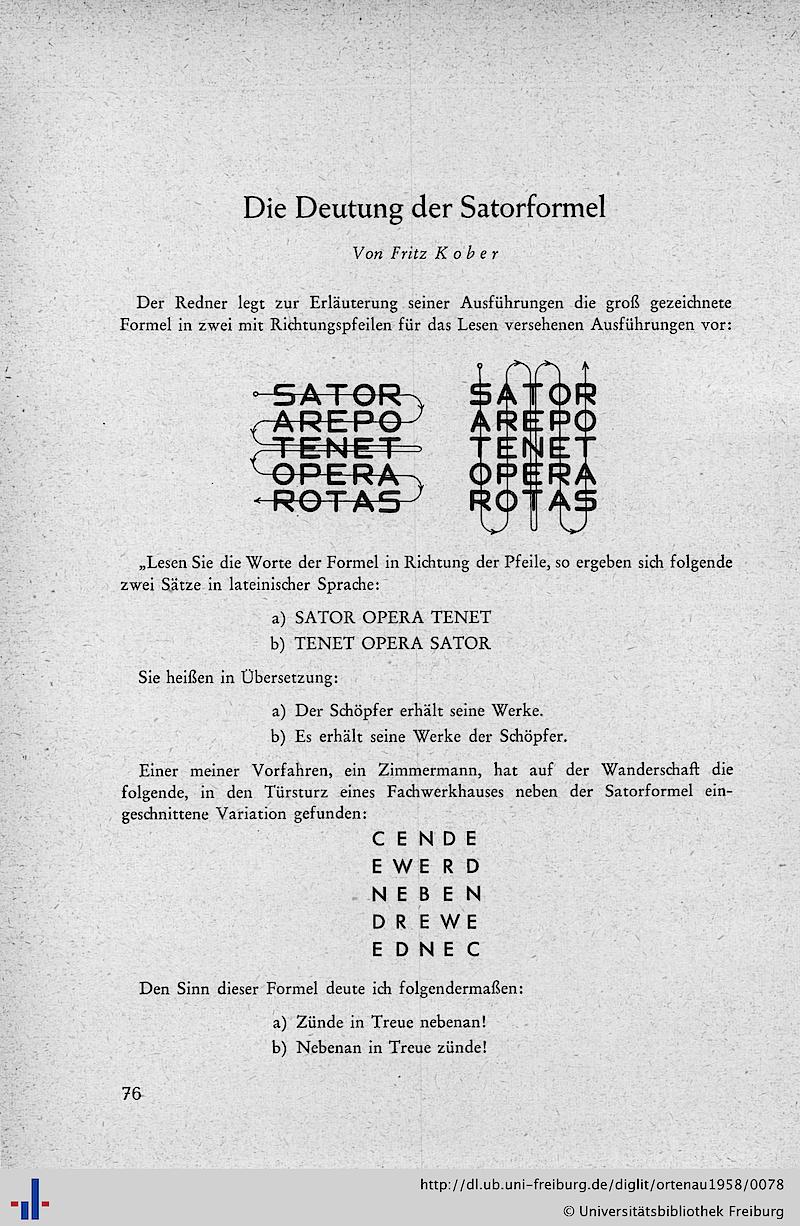 Die Deutung der Satorformel
Von Fritz Kober
Der Redner legt zur Erläuterung seiner Ausführungen die groß gezeichnete
Formel in zwei mit Richtungspfeilen für das Lesen versehenen Ausführungen vor:
SATOR
AREPO
TENET
OPERA
ROTAS
SATOR
AREPO
TENET
OPERA
ROTAS
„Lesen Sie die Worte der Formel in Richtung der Pfeile, so ergeben sich folgende
zwei Sätze in lateinischer Sprache:
a) SATOR OPERA TENET
b) TENET OPERA SATOR
Sie heißen in Übersetzung:
a) Der Schöpfer erhält seine Werke.
b) Es erhält seine Werke der Schöpfer.
Einer meiner Vorfahren, ein Zimmermann, hat auf der Wanderschaft die
folgende, in den Türsturz eines Fachwerkhauses neben der Satorformel ein-
geschnittene Variation gefunden:
C E N D E
E W E R D
N E B E N
D R E W E
E D N E C
Den Sinn dieser Formel deute ich folgendermaßen:
a) Zünde in Treue nebenan!
b) Nebenan in Treue zünde!
76
http://dl.ub.uni-freiburg.de/diglit/ortenau1958/0078
© Universitätsbibliothek Freiburg